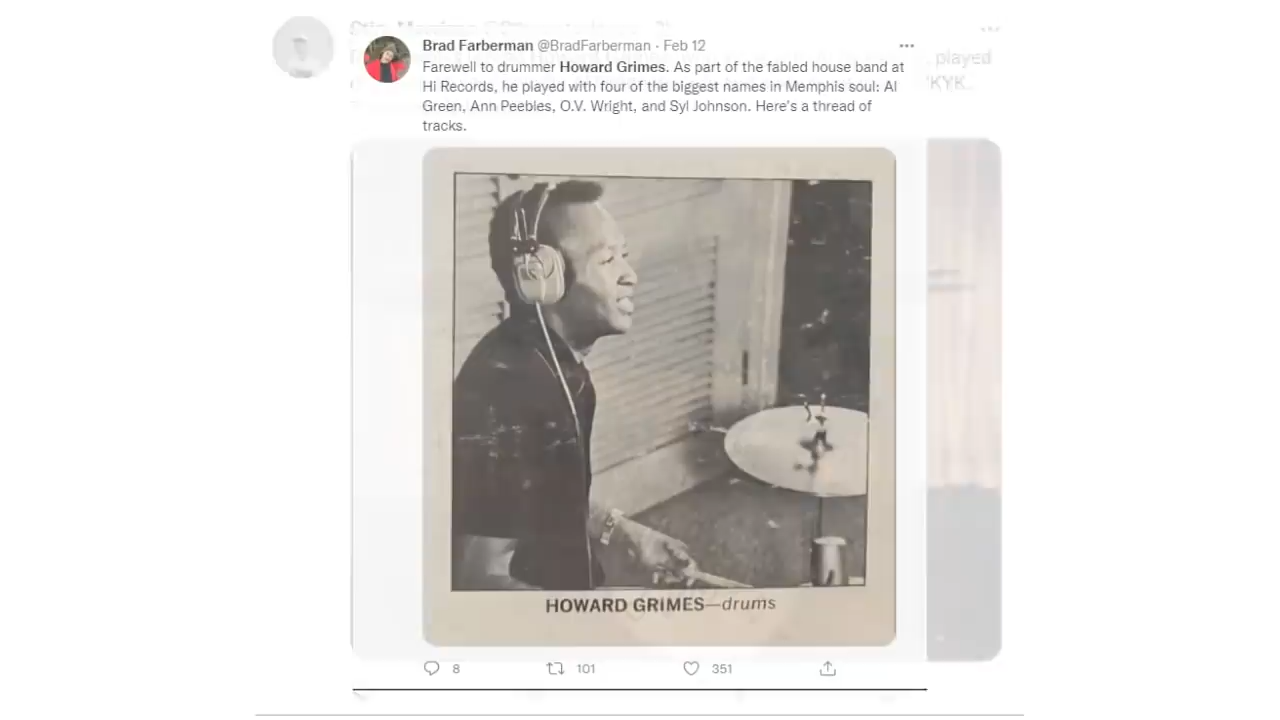 Brad Farberman @BradFarberman · Feb 12
Farewell to drummer Howard Grimes. As part of the fabled house band at
Hi Records, he played with four of the biggest names in Memphis soul: Al
Green, Ann Peebles, O.V. Wright, and Syl Johnson. Here's a thread of
tracks.
played
HOWARD GRIMES—drums
8 101 351